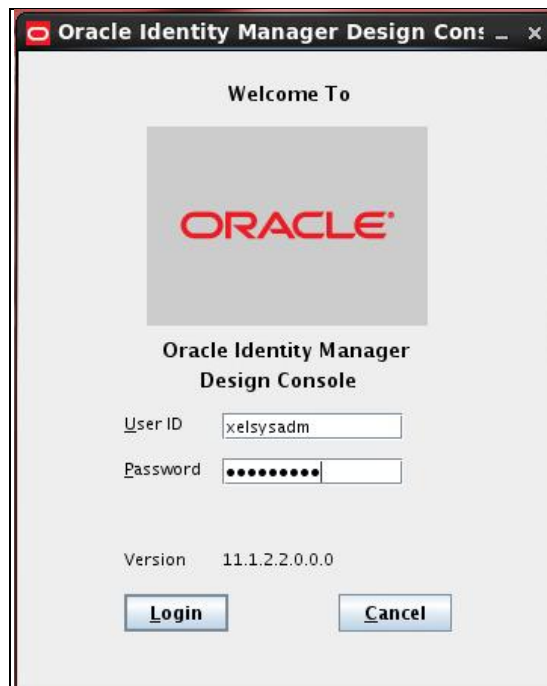 Oracle Identity Manager Design Cons
Welcome To
ORACLE
Oracle Identity Manager
Design Console
User ID xelsysadm
Password
Version 11.1.2.2.0.0.0
Login Cancel